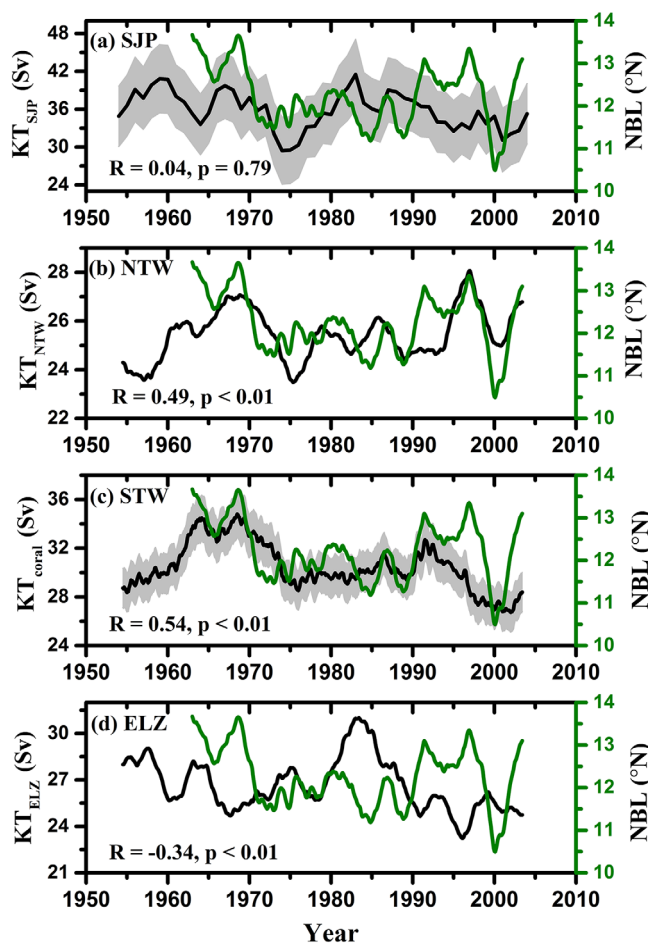 (a) SJP
KT_SJP (Sv)
48
42
36
30
24
14
13
12
11
10
NBL (°N)
R = 0.04, p = 0.79
1950 1960 1970 1980 1990 2000 2010
(b) NTW
KT_NTW (Sv)
28
26
24
22
14
13
12
11
10
NBL (°N)
R = 0.49, p < 0.01
1950 1960 1970 1980 1990 2000 2010
(c) STW
KT_coral (Sv)
36
32
28
24
14
13
12
11
10
NBL (°N)
R = 0.54, p < 0.01
1950 1960 1970 1980 1990 2000 2010
(d) ELZ
KT_ELZ (Sv)
30
27
24
21
14
13
12
11
10
NBL (°N)
R = -0.34, p < 0.01
1950 1960 1970 1980 1990 2000 2010
Year